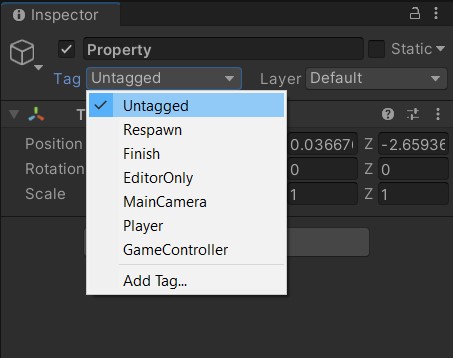 Inspector
Property
Static
Tag Untagged Layer Default
Untagged
Respawn
Finish
EditorOnly
MainCamera
Player
GameController
Add Tag...
Position 0.03667 Z -2.65936
Rotation 0 Z 0
Scale 1 Z 1